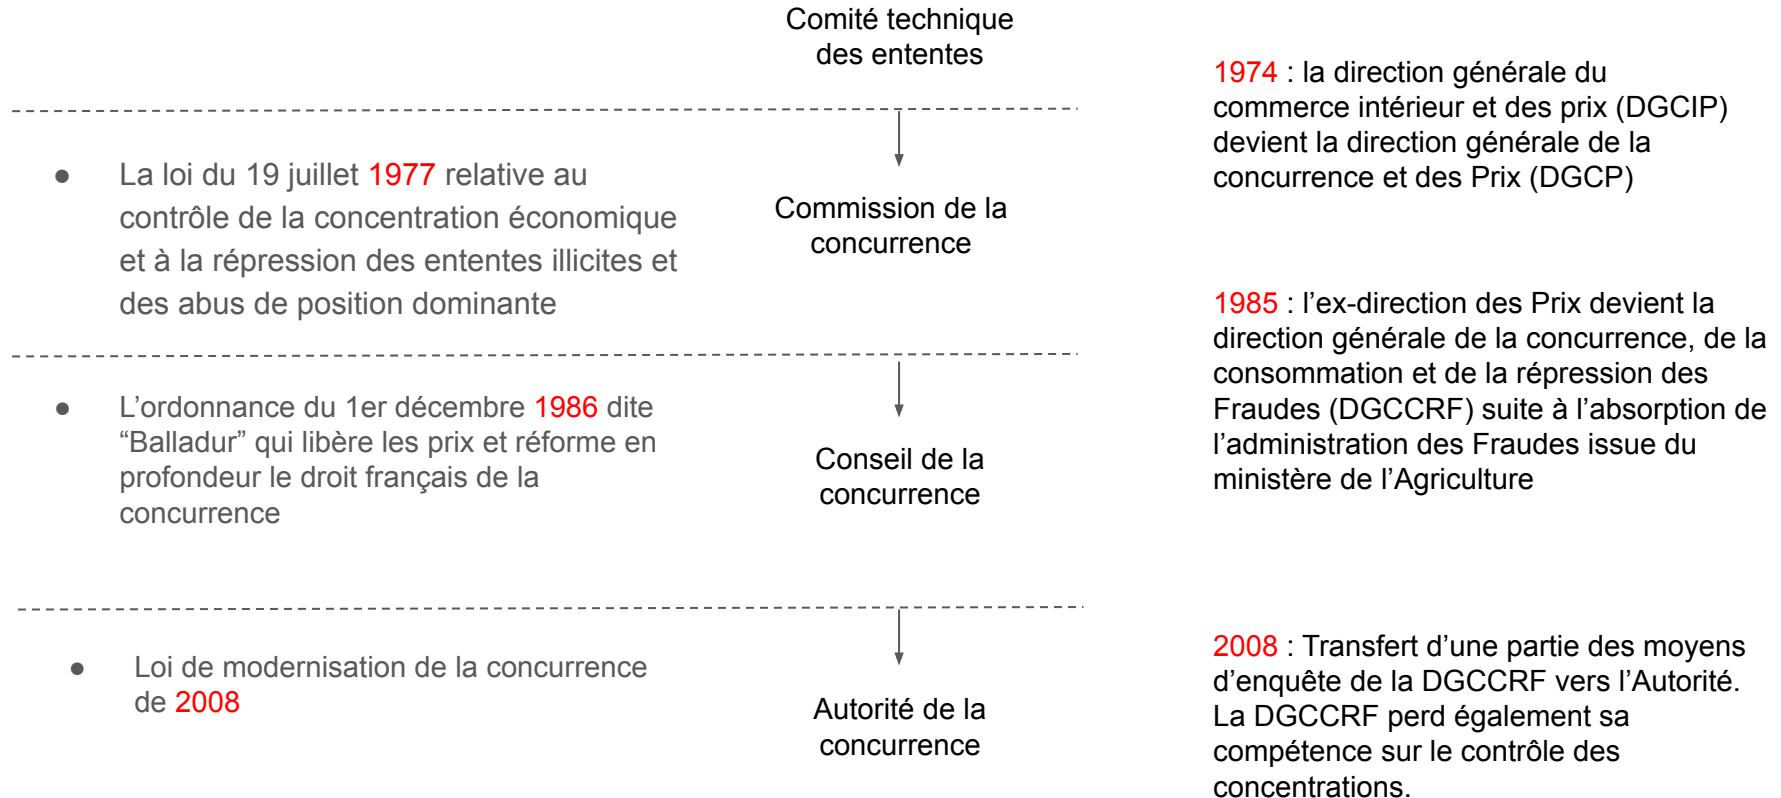 Comité technique
des ententes
● La loi du 19 juillet 1977 relative au
contrôle de la concentration économique
et à la répression des ententes illicites et
des abus de position dominante
Commission de la
concurrence
● L’ordonnance du 1er décembre 1986 dite
“Balladur” qui libère les prix et réforme en
profondeur le droit français de la
concurrence
Conseil de la
concurrence
● Loi de modernisation de la concurrence
de 2008
Autorité de la
concurrence
1974 : la direction générale du
commerce intérieur et des prix (DGCIP)
devient la direction générale de la
concurrence et des Prix (DGCP)
1985 : l’ex-direction des Prix devient la
direction générale de la concurrence, de la
consommation et de la répression des
Fraudes (DGCCRF) suite à l’absorption de
l’administration des Fraudes issue du
ministère de l’Agriculture
2008 : Transfert d’une partie des moyens
d’enquête de la DGCCRF vers l’Autorité.
La DGCCRF perd également sa
compétence sur le contrôle des
concentrations.